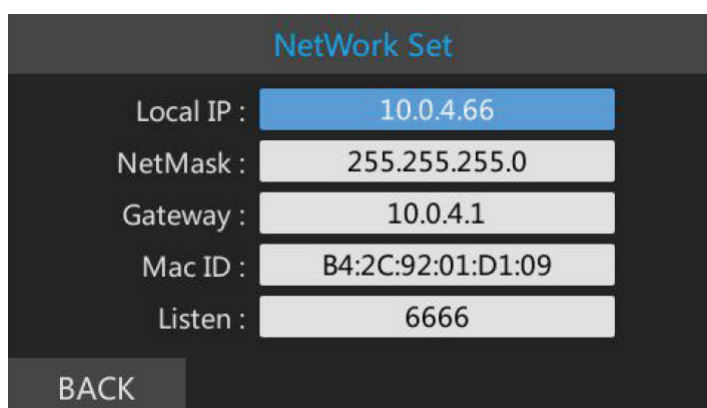 NetWork Set
Local IP : 10.0.4.66
NetMask : 255.255.255.0
Gateway : 10.0.4.1
Mac ID : B4:2C:92:01:D1:09
Listen : 6666
BACK